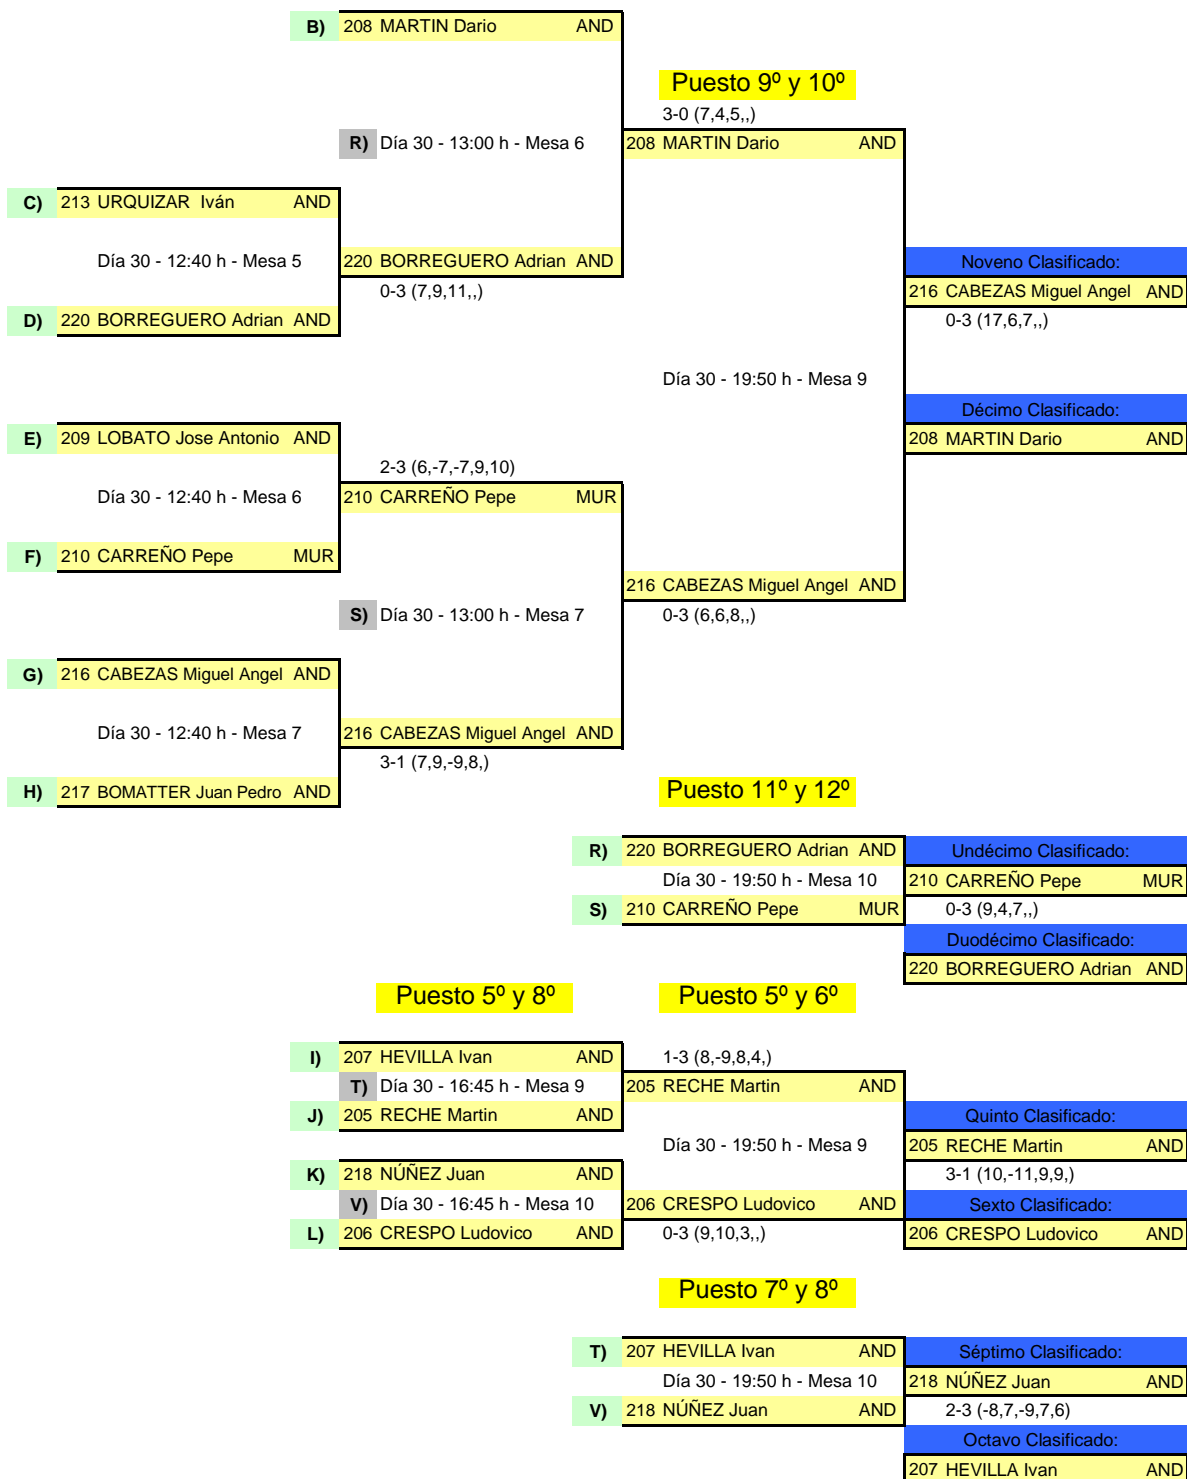 B) 208 MARTIN Dario AND
Puesto 9º y 10º
3-0 (7,4,5,,)
R) Día 30 - 13:00 h - Mesa 6 208 MARTIN Dario AND
C) 213 URQUIZAR Iván AND
Día 30 - 12:40 h - Mesa 5 220 BORREGUERO Adrian AND Noveno Clasificado:
0-3 (7,9,11,,) 216 CABEZAS Miguel Angel AND
D) 220 BORREGUERO Adrian AND 0-3 (17,6,7,,)
Día 30 - 19:50 h - Mesa 9
Décimo Clasificado:
E) 209 LOBATO Jose Antonio AND 208 MARTIN Dario AND
2-3 (6,-7,-7,9,10)
Día 30 - 12:40 h - Mesa 6 210 CARREÑO Pepe MUR
F) 210 CARREÑO Pepe MUR
216 CABEZAS Miguel Angel AND
S) Día 30 - 13:00 h - Mesa 7 0-3 (6,6,8,,)
G) 216 CABEZAS Miguel Angel AND
Día 30 - 12:40 h - Mesa 7 216 CABEZAS Miguel Angel AND
3-1 (7,9,-9,8,)
H) 217 BOMATTER Juan Pedro AND Puesto 11º y 12º
R) 220 BORREGUERO Adrian AND Undécimo Clasificado:
Día 30 - 19:50 h - Mesa 10 210 CARREÑO Pepe MUR
S) 210 CARREÑO Pepe MUR 0-3 (9,4,7,,)
Duodécimo Clasificado:
220 BORREGUERO Adrian AND
Puesto 5º y 8º Puesto 5º y 6º
I) 207 HEVILLA Ivan AND 1-3 (8,-9,8,4,)
T) Día 30 - 16:45 h - Mesa 9 205 RECHE Martin AND
J) 205 RECHE Martin AND Quinto Clasificado:
Día 30 - 19:50 h - Mesa 9 205 RECHE Martin AND
K) 218 NÚÑEZ Juan AND 3-1 (10,-11,9,9,)
V) Día 30 - 16:45 h - Mesa 10 206 CRESPO Ludovico AND Sexto Clasificado:
L) 206 CRESPO Ludovico AND 0-3 (9,10,3,,) 206 CRESPO Ludovico AND
Puesto 7º y 8º
T) 207 HEVILLA Ivan AND Séptimo Clasificado:
Día 30 - 19:50 h - Mesa 10 218 NÚÑEZ Juan AND
V) 218 NÚÑEZ Juan AND 2-3 (-8,7,-9,7,6)
Octavo Clasificado:
207 HEVILLA Ivan AND